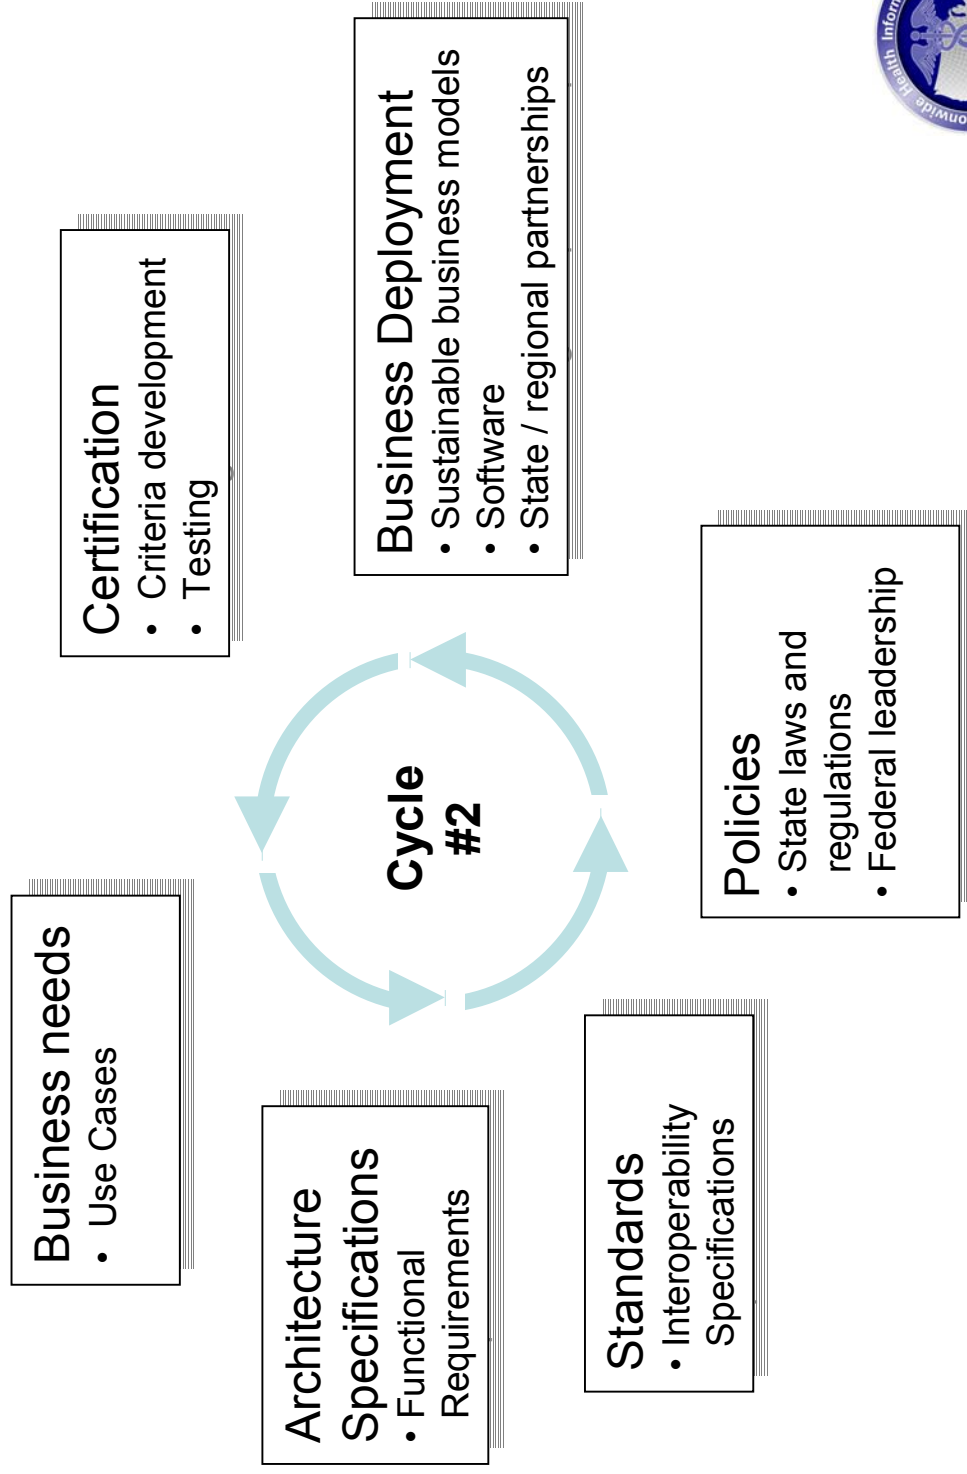 Business needs
• Use Cases
Architecture
Specifications
• Functional
Requirements
Standards
• Interoperability
Specifications
Cycle
#2
Certification
• Criteria development
• Testing
Business Deployment
• Sustainable business models
• Software
• State / regional partnerships
Policies
• State laws and
regulations
• Federal leadership
Health